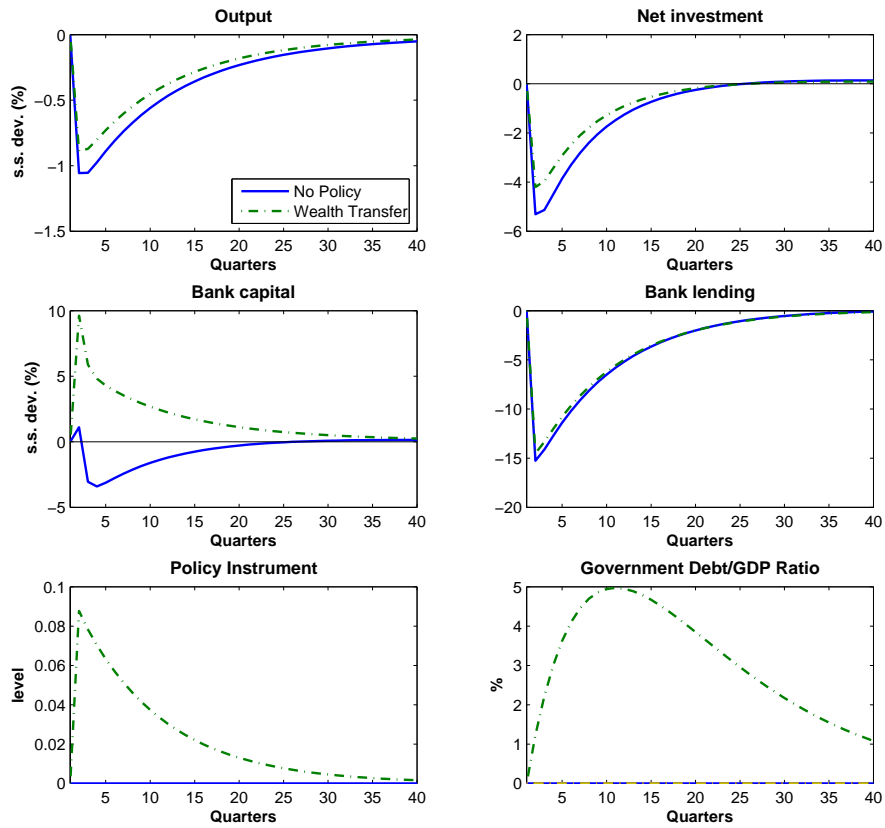 Output
s.s. dev. (%)
0
−0.5
−1
−1.5
5 10 15 20 25 30 35 40
Quarters
No Policy
Wealth Transfer
Net investment
2
0
−2
−4
−6
5 10 15 20 25 30 35 40
Quarters
Bank capital
s.s. dev. (%)
10
5
0
−5
5 10 15 20 25 30 35 40
Quarters
Bank lending
0
−5
−10
−15
−20
5 10 15 20 25 30 35 40
Quarters
Policy Instrument
level
0.1
0.08
0.06
0.04
0.02
0
5 10 15 20 25 30 35 40
Quarters
Government Debt/GDP Ratio
%
5
4
3
2
1
0
5 10 15 20 25 30 35 40
Quarters